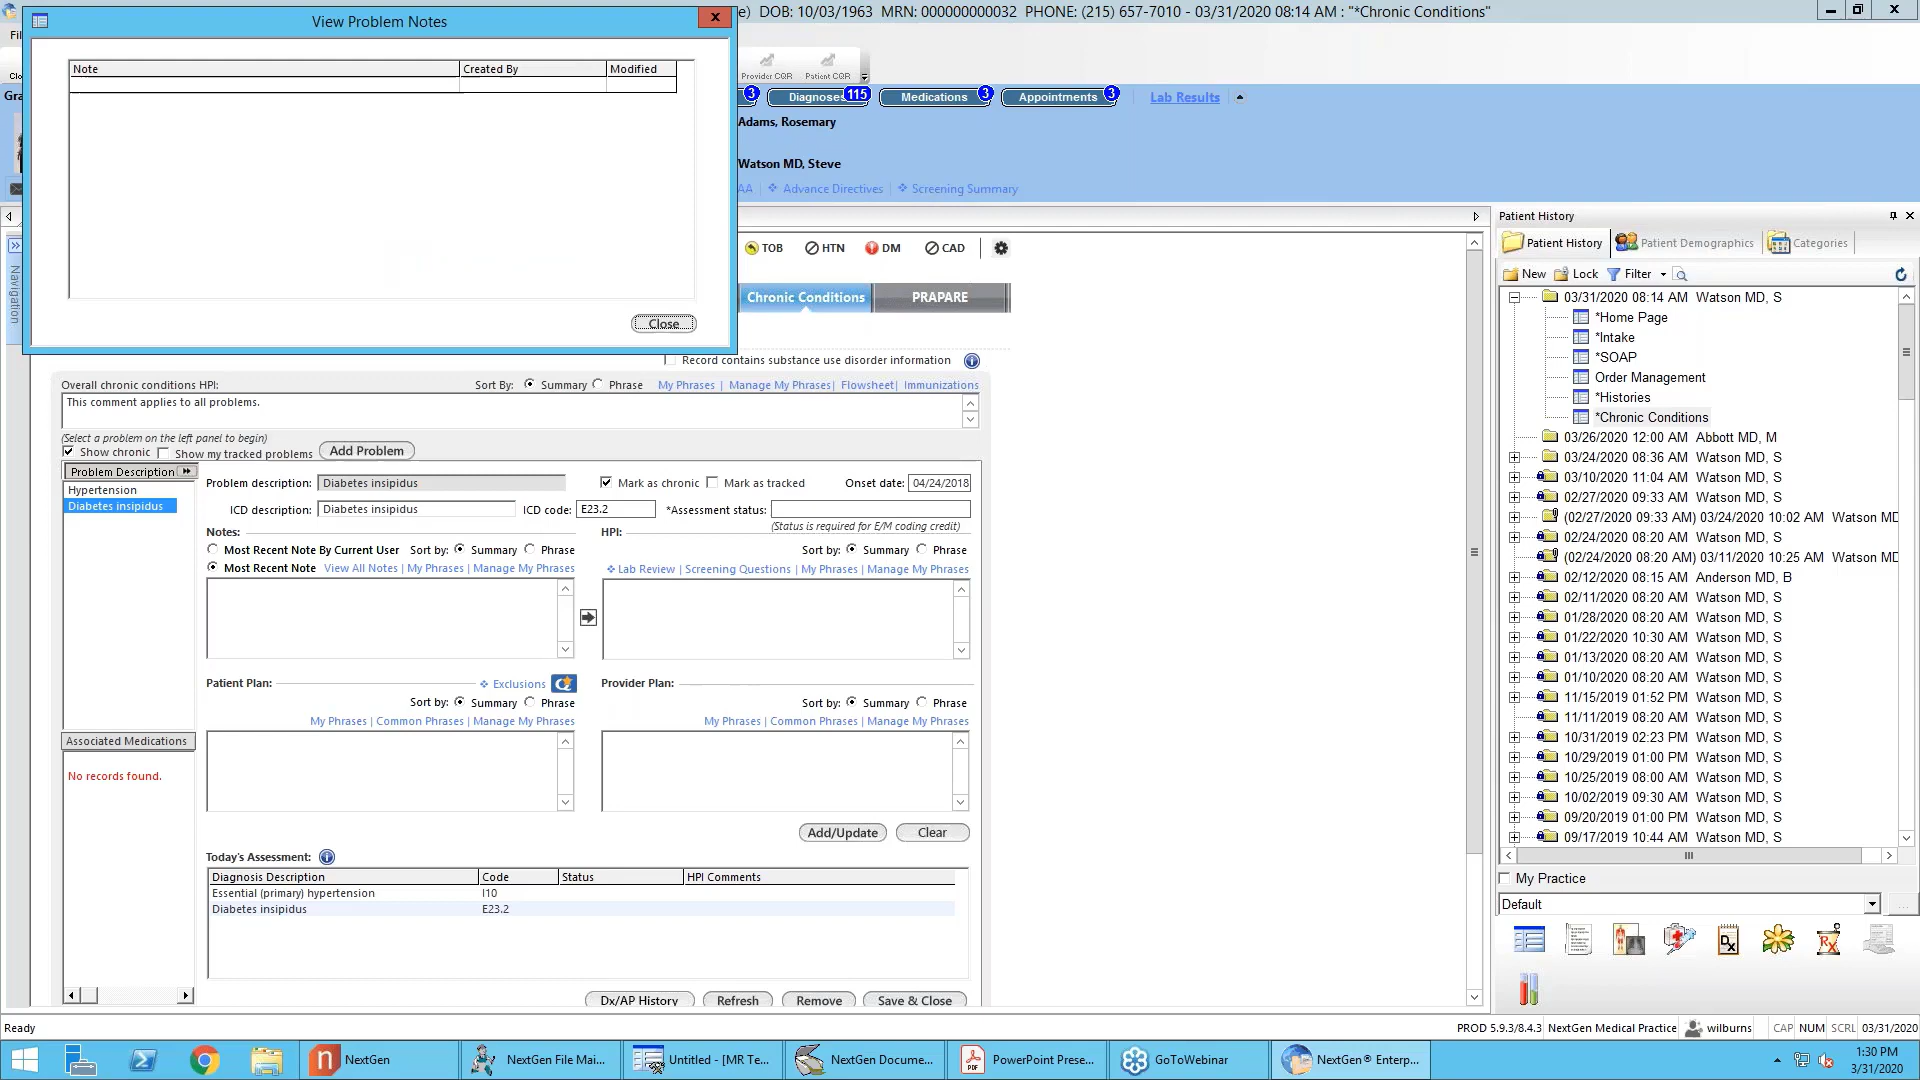 View Problem Notes
e) DOB: 10/03/1963 MRN: 000000000032 PHONE: (215) 657-7010 - 03/31/2020 08:14 AM : "*Chronic Conditions"
Note Created By Modified
Provider CQR Patient CQR
3 Diagnoses 115 Medications 3 Appointments 3 Lab Results
Adams, Rosemary
Watson MD, Steve
AA Advance Directives Screening Summary
Close
Navigation
TOB HTN DM CAD
Chronic Conditions PRAPARE
Record contains substance use disorder information
Overall chronic conditions HPI: Sort By: Summary Phrase My Phrases | Manage My Phrases | Flowsheet | Immunizations
This comment applies to all problems.
(Select a problem on the left panel to begin)
Show chronic Show my tracked problems Add Problem
Problem Description
Hypertension
Diabetes insipidus
Problem description: Diabetes insipidus Mark as chronic Mark as tracked Onset date: 04/24/2018
ICD description: Diabetes insipidus ICD code: E23.2 *Assessment status:
(Status is required for E/M coding credit)
Notes: HPI:
Most Recent Note By Current User Sort by: Summary Phrase Sort by: Summary Phrase
Most Recent Note View All Notes | My Phrases | Manage My Phrases Lab Review | Screening Questions | My Phrases | Manage My Phrases
Patient Plan: Exclusions Provider Plan:
Sort by: Summary Phrase Sort by: Summary Phrase
My Phrases | Common Phrases | Manage My Phrases My Phrases | Common Phrases | Manage My Phrases
Associated Medications
No records found.
Add/Update Clear
Today's Assessment:
Diagnosis Description Code Status HPI Comments
Essential (primary) hypertension I10
Diabetes insipidus E23.2
Dx/AP History Refresh Remove Save & Close
Patient History
Patient History Patient Demographics Categories
New Lock Filter
03/31/2020 08:14 AM Watson MD, S
*Home Page
*Intake
*SOAP
Order Management
*Histories
*Chronic Conditions
03/26/2020 12:00 AM Abbott MD, M
03/24/2020 08:36 AM Watson MD, S
03/10/2020 11:04 AM Watson MD, S
02/27/2020 09:33 AM Watson MD, S
(02/27/2020 09:33 AM) 03/24/2020 10:02 AM Watson MD
02/24/2020 08:20 AM Watson MD, S
(02/24/2020 08:20 AM) 03/11/2020 10:25 AM Watson MD
02/12/2020 08:15 AM Anderson MD, B
02/11/2020 08:20 AM Watson MD, S
01/28/2020 08:20 AM Watson MD, S
01/22/2020 10:30 AM Watson MD, S
01/13/2020 08:20 AM Watson MD, S
01/10/2020 08:20 AM Watson MD, S
11/15/2019 01:52 PM Watson MD, S
11/11/2019 08:20 AM Watson MD, S
10/31/2019 02:23 PM Watson MD, S
10/29/2019 01:00 PM Watson MD, S
10/25/2019 08:00 AM Watson MD, S
10/02/2019 09:30 AM Watson MD, S
09/20/2019 01:00 PM Watson MD, S
09/17/2019 10:44 AM Watson MD, S
My Practice
Default
Ready PROD 5.9.3/8.4.3 NextGen Medical Practice wilburns CAP NUM SCRL 03/31/2020
NextGen NextGen File Mai... Untitled - [MR Te... NextGen Docume... PowerPoint Prese... GoToWebinar NextGen® Enterp...
1:30 PM
3/31/2020